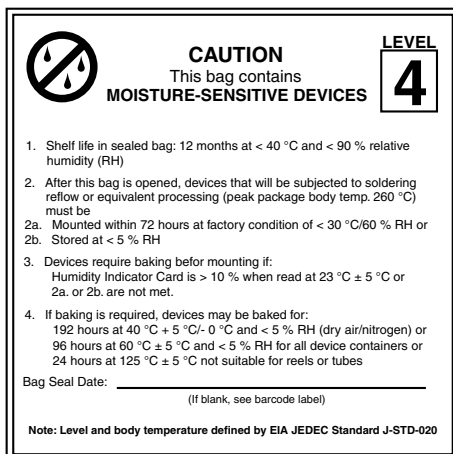 CAUTION
This bag contains
MOISTURE-SENSITIVE DEVICES
LEVEL
4
1. Shelf life in sealed bag: 12 months at < 40 °C and < 90 % relative
humidity (RH)
2. After this bag is opened, devices that will be subjected to soldering
reflow or equivalent processing (peak package body temp. 260 °C)
must be
2a. Mounted within 72 hours at factory condition of < 30 °C/60 % RH or
2b. Stored at < 5 % RH
3. Devices require baking befor mounting if:
Humidity Indicator Card is > 10 % when read at 23 °C ± 5 °C or
2a. or 2b. are not met.
4. If baking is required, devices may be baked for:
192 hours at 40 °C + 5 °C/- 0 °C and < 5 % RH (dry air/nitrogen) or
96 hours at 60 °C ± 5 °C and < 5 % RH for all device containers or
24 hours at 125 °C ± 5 °C not suitable for reels or tubes
Bag Seal Date:
(If blank, see barcode label)
Note: Level and body temperature defined by EIA JEDEC Standard J-STD-020